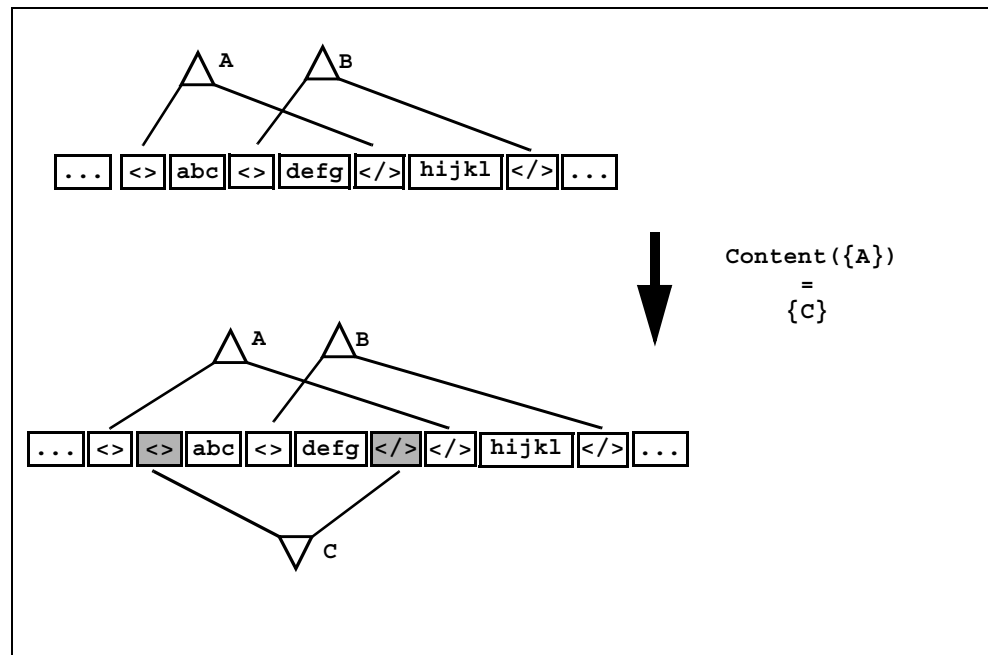 A B
... <> abc <> defg </> hijkl </> ...
Content({A})
=
{C}
A B
... <> <> abc <> defg </> </> hijkl </> ...
C